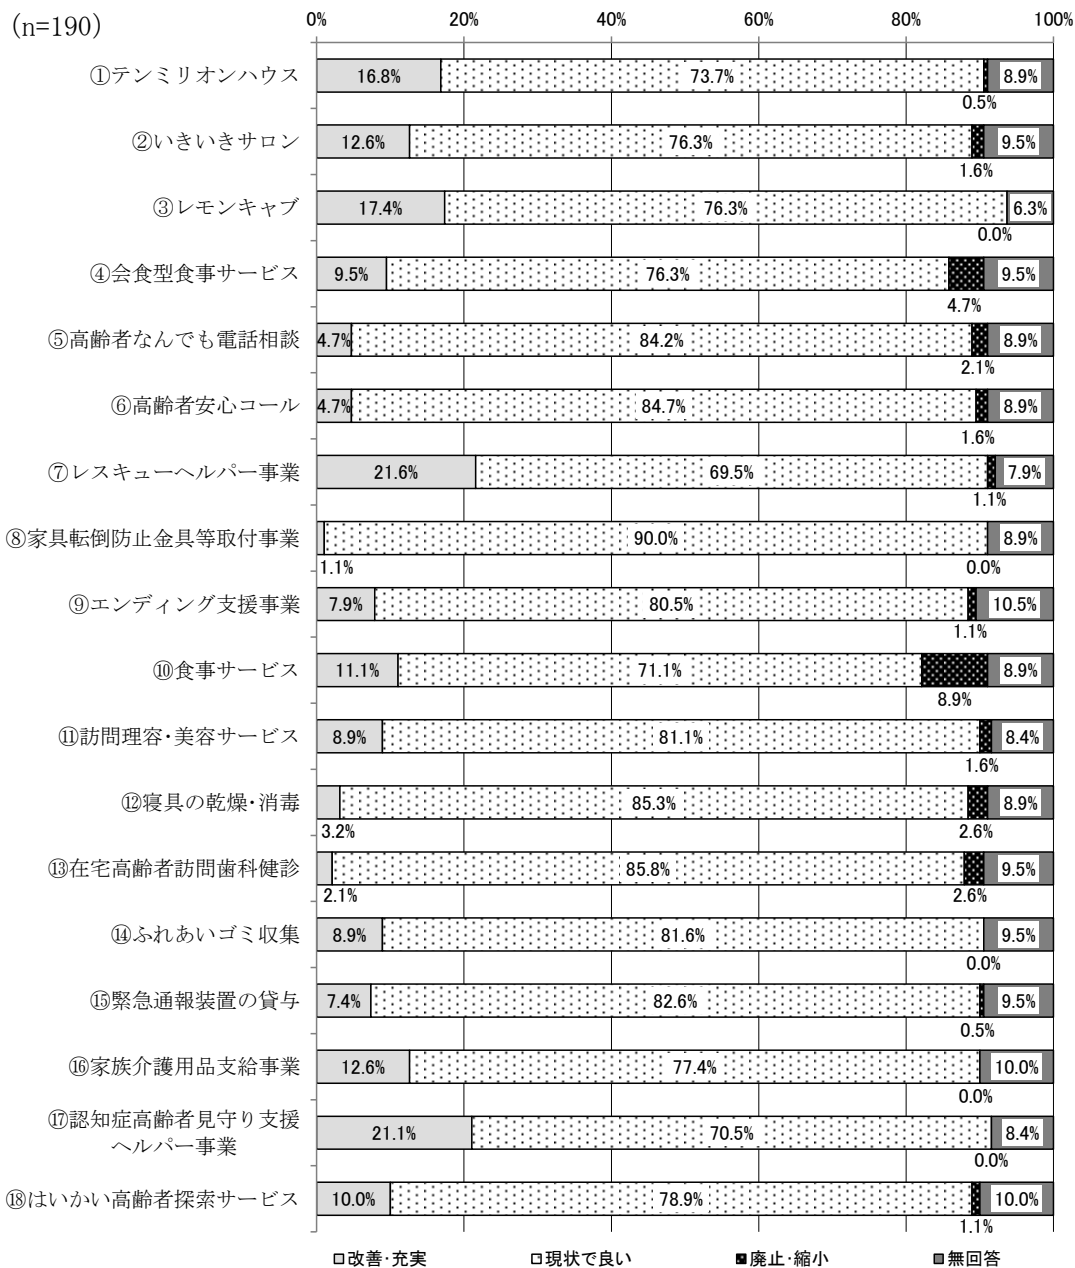 (n=190)
0% 20% 40% 60% 80% 100%
①テンミリオンハウス 16.8% 73.7% 8.9%
0.5%
②いきいきサロン 12.6% 76.3% 9.5%
1.6%
③レモンキャブ 17.4% 76.3% 6.3%
0.0%
④会食型食事サービス 9.5% 76.3% 9.5%
4.7%
⑤高齢者なんでも電話相談 4.7% 84.2% 8.9%
2.1%
⑥高齢者安心コール 4.7% 84.7% 8.9%
1.6%
⑦レスキューヘルパー事業 21.6% 69.5% 7.9%
1.1%
⑧家具転倒防止金具等取付事業 90.0% 8.9%
1.1% 0.0%
⑨エンディング支援事業 7.9% 80.5% 10.5%
1.1%
⑩食事サービス 11.1% 71.1% 8.9%
8.9%
⑪訪問理容・美容サービス 8.9% 81.1% 8.4%
1.6%
⑫寝具の乾燥・消毒 85.3% 8.9%
3.2% 2.6%
⑬在宅高齢者訪問歯科健診 85.8% 9.5%
2.1% 2.6%
⑭ふれあいゴミ収集 8.9% 81.6% 9.5%
0.0%
⑮緊急通報装置の貸与 7.4% 82.6% 9.5%
0.5%
⑯家族介護用品支給事業 12.6% 77.4% 10.0%
0.0%
⑰認知症高齢者見守り支援
ヘルパー事業 21.1% 70.5% 8.4%
0.0%
⑱はいかい高齢者探索サービス 10.0% 78.9% 10.0%
1.1%
改善・充実 現状で良い 廃止・縮小 無回答